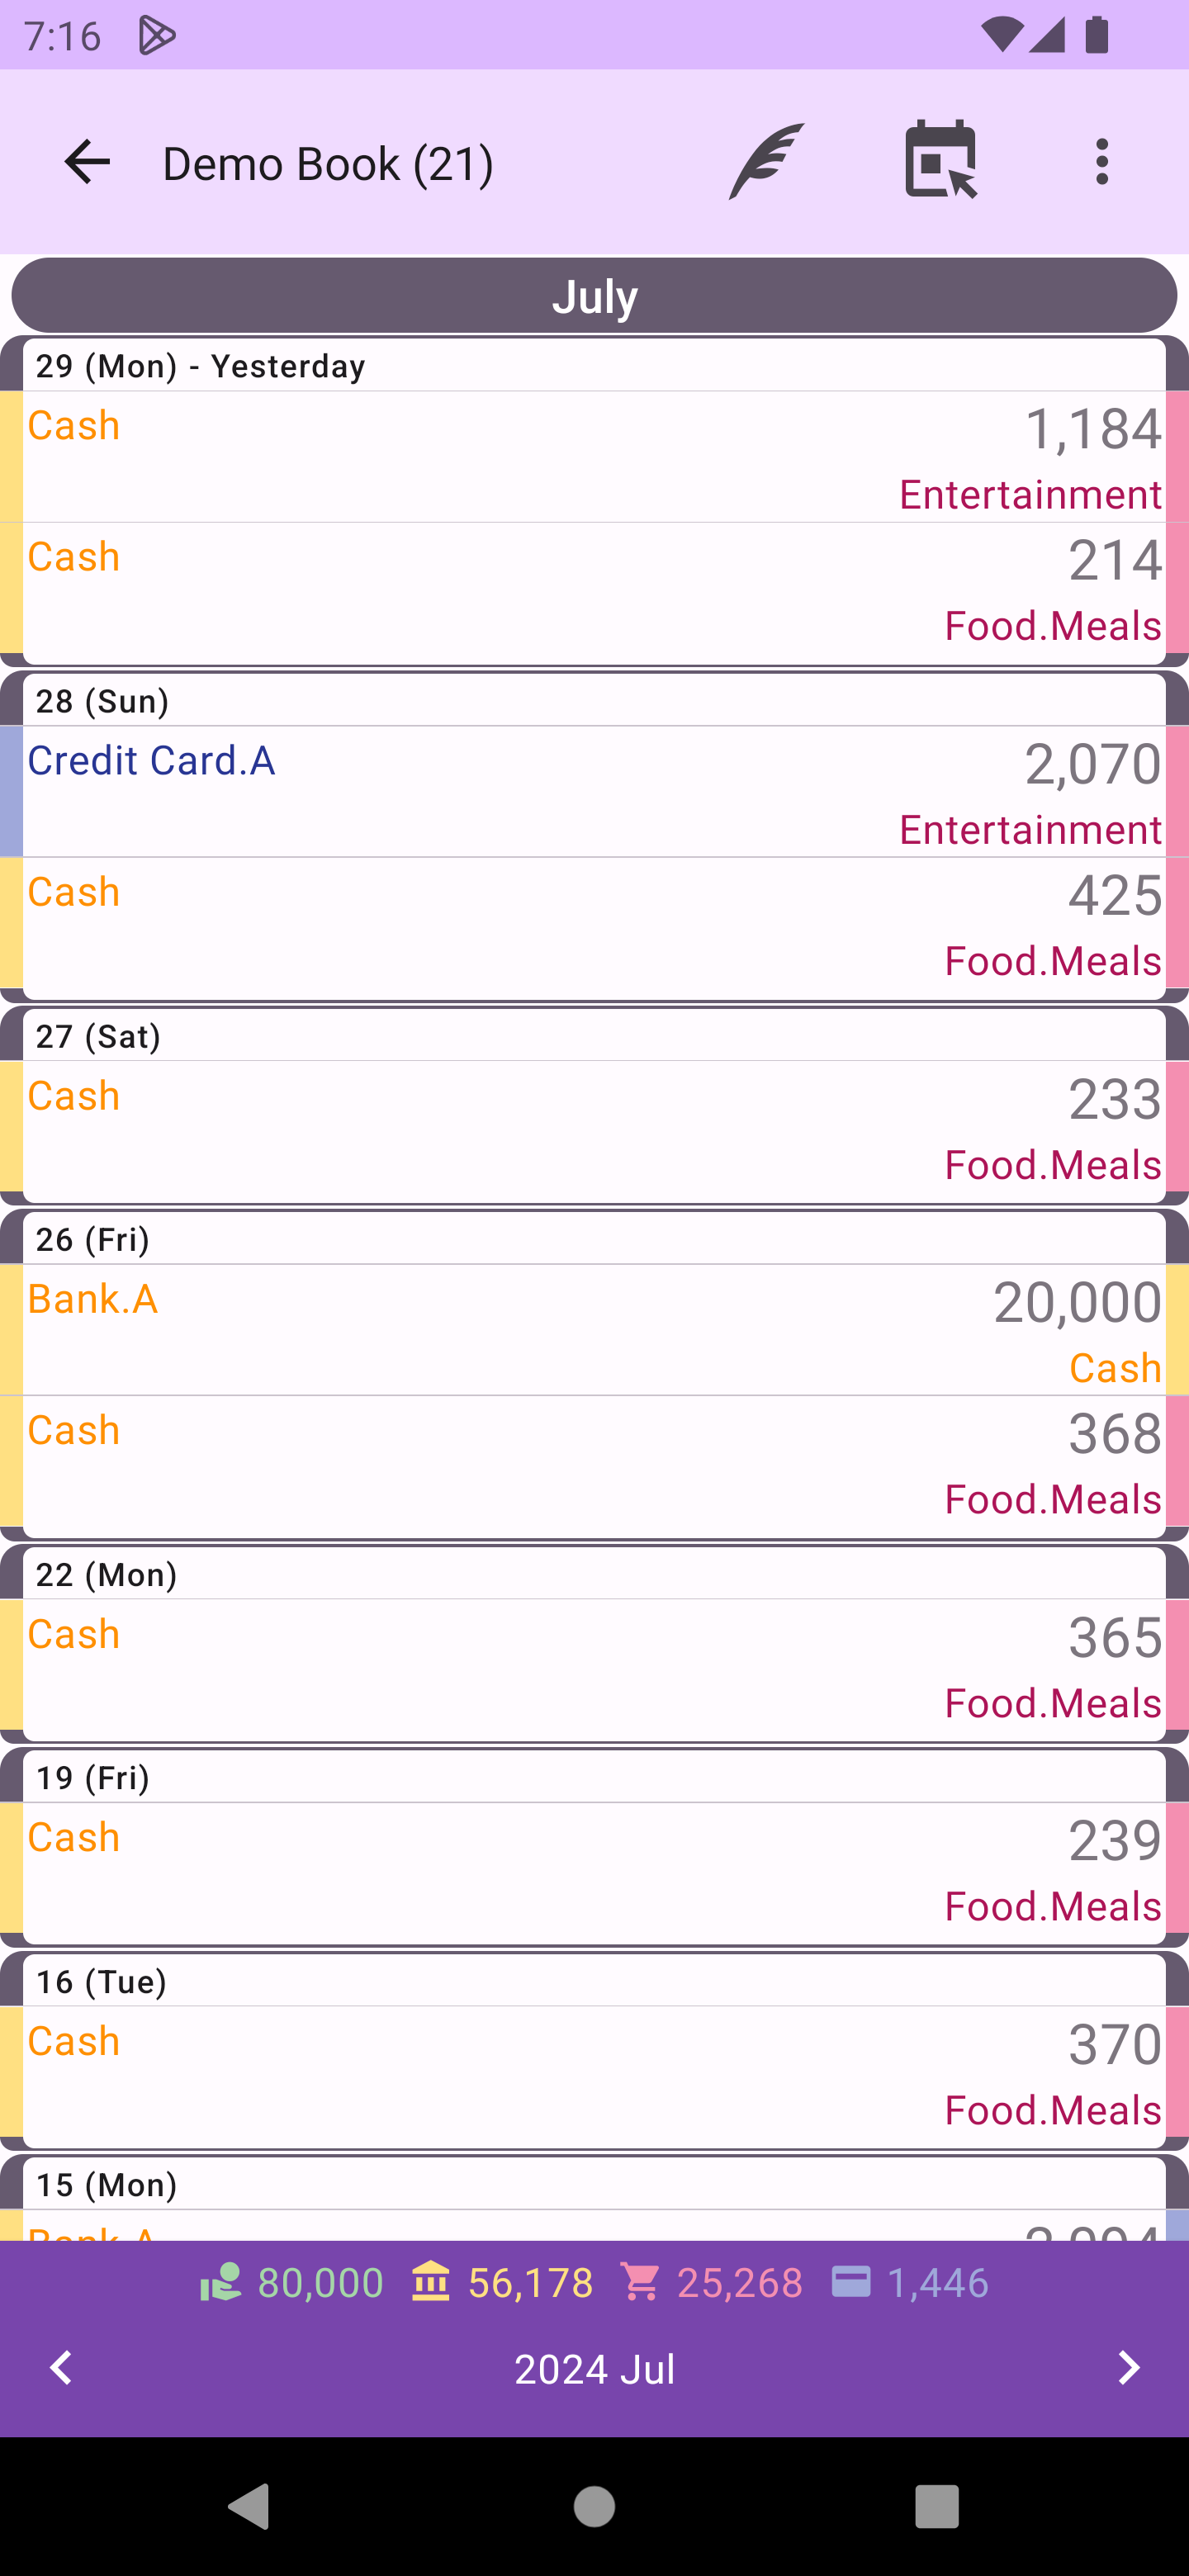 7:16
Demo Book (21)
July
29 (Mon) - Yesterday
Cash
1,184
Entertainment
Cash
214
Food.Meals
28 (Sun)
Credit Card.A
2,070
Entertainment
Cash
425
Food.Meals
27 (Sat)
Cash
233
Food.Meals
26 (Fri)
Bank.A
20,000
Cash
Cash
368
Food.Meals
22 (Mon)
Cash
365
Food.Meals
19 (Fri)
Cash
239
Food.Meals
16 (Tue)
Cash
370
Food.Meals
15 (Mon)
Bank.A
80,000 56,178 25,268 1,446
2024 Jul